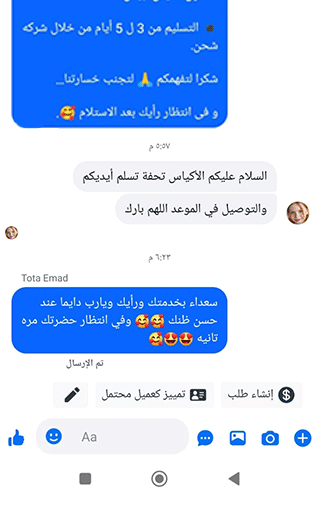 ▪️ التسليم من 3 ل 5 أيام من خلال شركه
شحن.
شكرا لتفهمكم 🙏 لتجنب خسارتنا...
و فى انتظار رأيك بعد الاستلام 🥰.
٥:٥٧ م
السلام عليكم الأكياس تحفة تسلم أيديكم
والتوصيل في الموعد اللهم بارك
٦:٢٣ م
Tota Emad
سعداء بخدمتك ورأيك ويارب دايما عند
حسن ظنك 🥰🥰 وفي انتظار حضرتك مره
تانيه 🤩🤩🥰
تم الإرسال
إنشاء طلب
تمييز كعميل محتمل
Aa